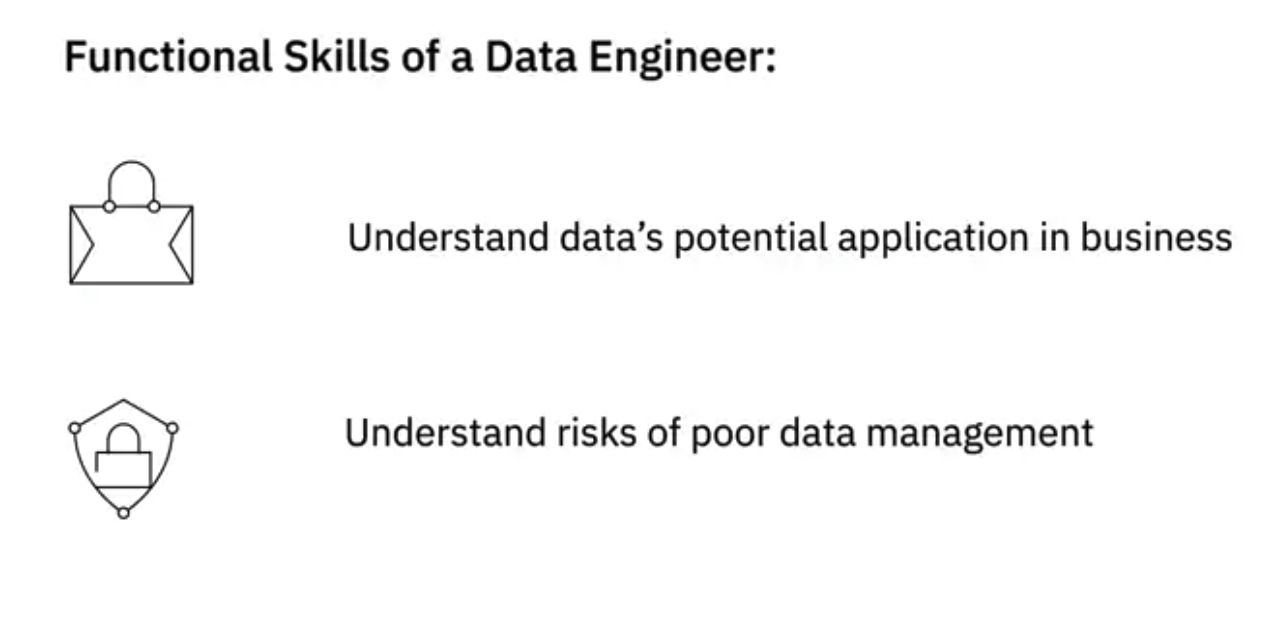 Functional Skills of a Data Engineer:
Understand data’s potential application in business
Understand risks of poor data management